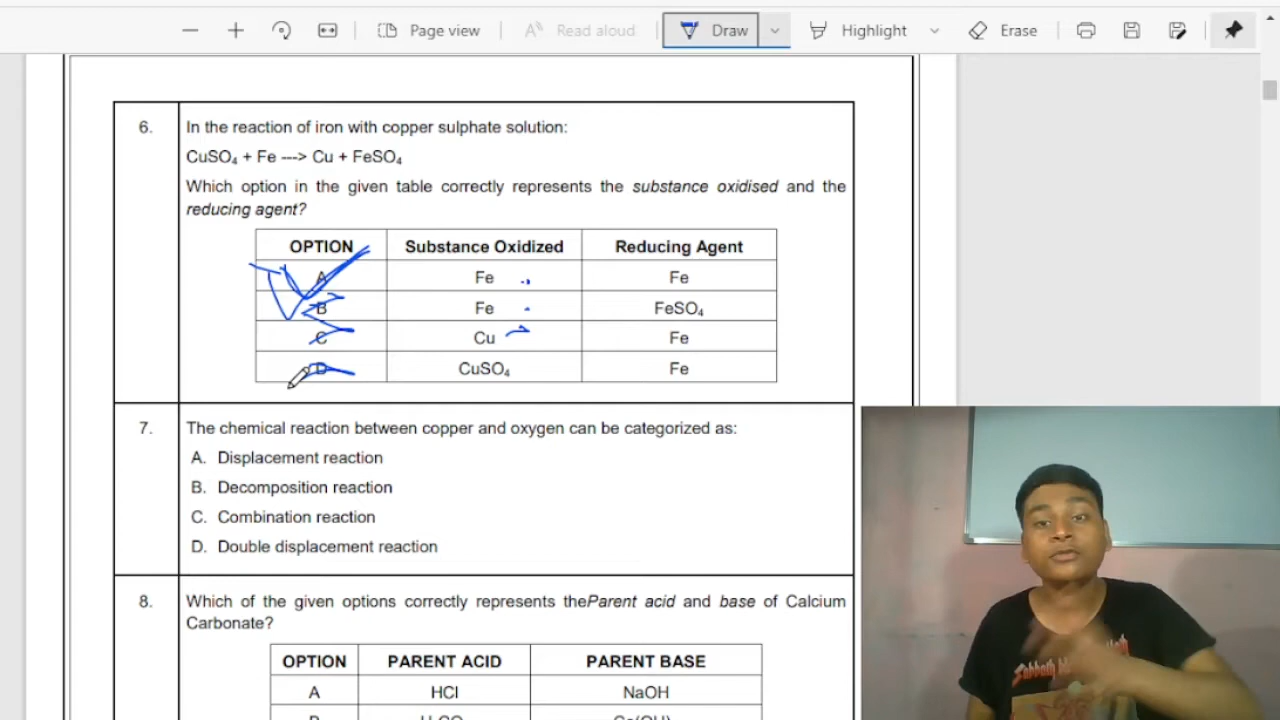 Page view
Read aloud
Draw
Highlight
Erase
6.
In the reaction of iron with copper sulphate solution:
CuSO₄ + Fe ---> Cu + FeSO₄
Which option in the given table correctly represents the substance oxidised and the
reducing agent?
OPTION Substance Oxidized Reducing Agent
A Fe Fe
B Fe FeSO₄
C Cu Fe
D CuSO₄ Fe
7.
The chemical reaction between copper and oxygen can be categorized as:
A. Displacement reaction
B. Decomposition reaction
C. Combination reaction
D. Double displacement reaction
8.
Which of the given options correctly represents theParent acid and base of Calcium
Carbonate?
OPTION PARENT ACID PARENT BASE
A HCl NaOH